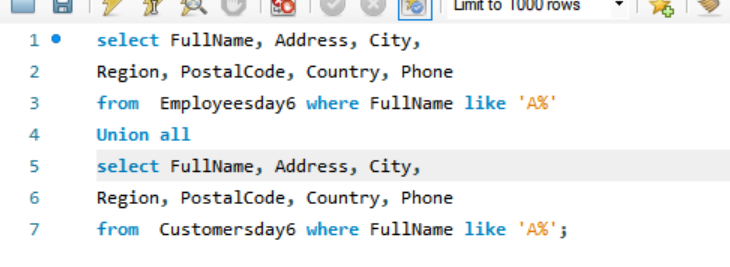 Limit to 1000 rows
1 select FullName, Address, City,
2 Region, PostalCode, Country, Phone
3 from  Employeesday6 where FullName like 'A%'
4 Union all
5 select FullName, Address, City,
6 Region, PostalCode, Country, Phone
7 from  Customersday6 where FullName like 'A%';